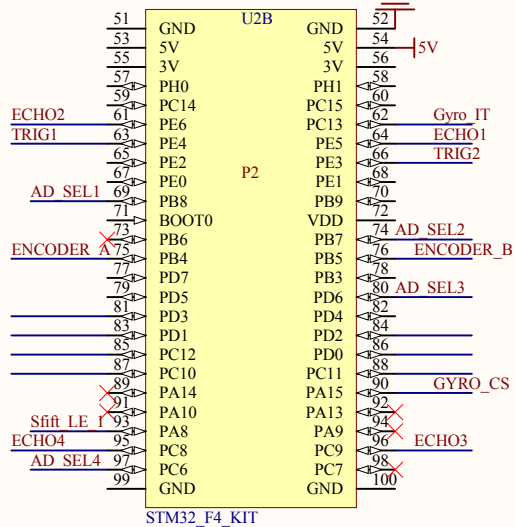 U2B
51 GND GND 52
53 5V 5V 54 5V
55 3V 3V 56
57 PH0 PH1 58
59 PC14 PC15 60
ECHO2 61 PE6 PC13 62 Gyro_IT
TRIG1 63 PE4 PE5 64 ECHO1
65 PE2 PE3 66 TRIG2
67 PE0 PE1 68
P2
AD_SEL1 69 PB8 PB9 70
71 BOOT0 VDD 72
73 PB6 PB7 74 AD_SEL2
ENCODER_A 75 PB4 PB5 76 ENCODER_B
77 PD7 PB3 78
79 PD5 PD6 80 AD_SEL3
81 PD3 PD4 82
83 PD1 PD2 84
85 PC12 PD0 86
87 PC10 PC11 88
89 PA14 PA15 90 GYRO_CS
91 PA10 PA13 92
Sfift_LE_1 93 PA8 PA9 94
ECHO4 95 PC8 PC9 96 ECHO3
AD_SEL4 97 PC6 PC7 98
99 GND GND 100
STM32_F4_KIT